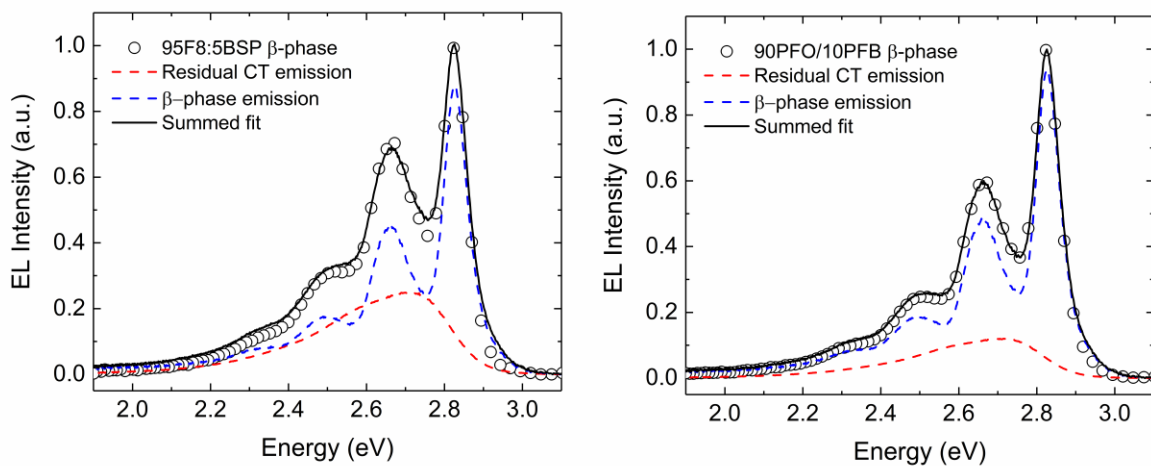 95F8:5BSP β-phase
Residual CT emission
β−phase emission
Summed fit
EL Intensity (a.u.)
1.0
0.8
0.6
0.4
0.2
0.0
2.0 2.2 2.4 2.6 2.8 3.0
Energy (eV)
90PFO/10PFB β-phase
Residual CT emission
β−phase emission
Summed fit
EL Intensity (a.u.)
1.0
0.8
0.6
0.4
0.2
0.0
2.0 2.2 2.4 2.6 2.8 3.0
Energy (eV)